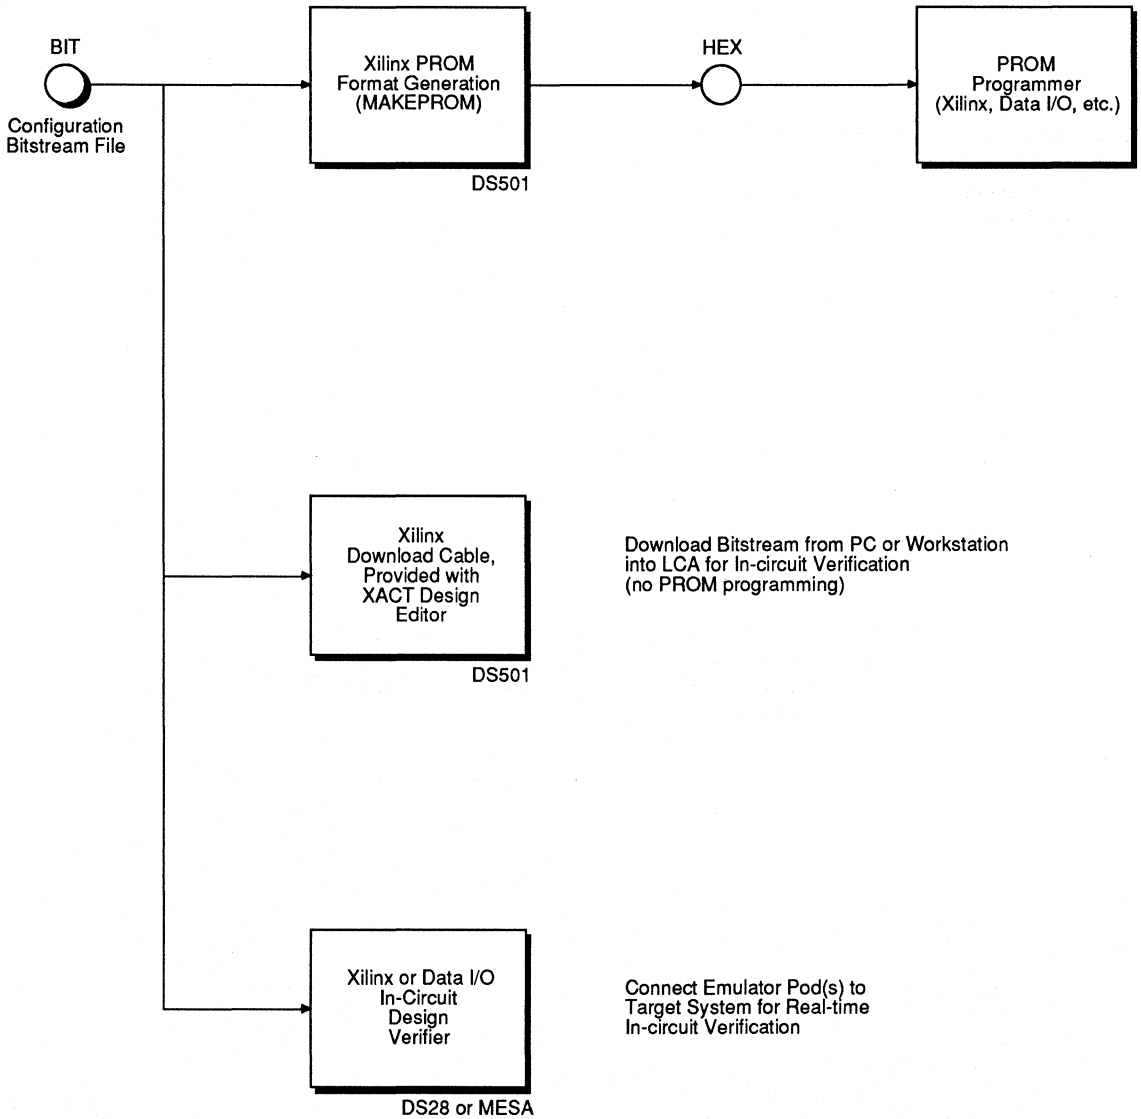 BIT
Configuration
Bitstream File
Xilinx PROM
Format Generation
(MAKEPROM)
DS501
HEX
PROM
Programmer
(Xilinx, Data I/O, etc.)
Xilinx
Download Cable,
Provided with
XACT Design
Editor
DS501
Download Bitstream from PC or Workstation
into LCA for In-circuit Verification
(no PROM programming)
Xilinx or Data I/O
In-Circuit
Design
Verifier
DS28 or MESA
Connect Emulator Pod(s) to
Target System for Real-time
In-circuit Verification